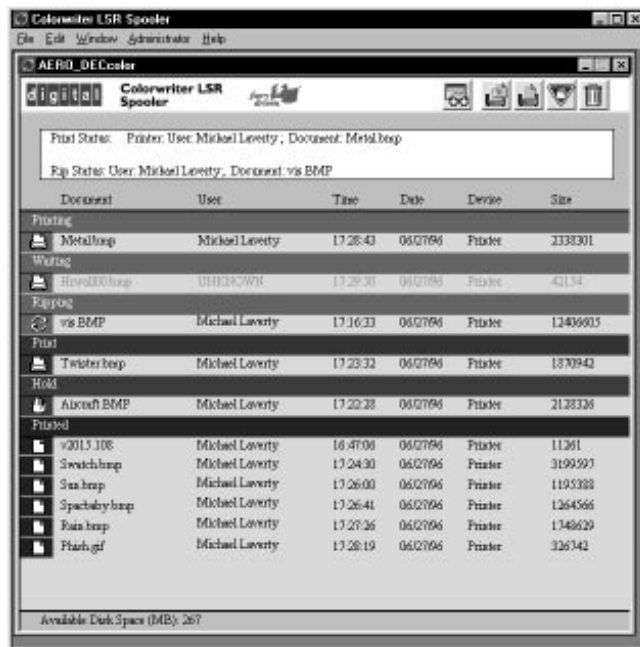 Colorwriter LSR Spooler
File Edit Window Administrator Help
AERO_DECcolor
digital Colorwriter LSR Spooler
Print Status: Printer: User: Michael Laverty; Document: Metal.bmp
Rip Status: User: Michael Laverty; Document: vis.BMP
Document User Time Date Device Size
Printing
Metal.bmp Michael Laverty 17:28:43 06/27/96 Printer 2338301
Waiting
UNKNOWN 17:29:30 06/27/96 Printer 42134
Ripping
vis.BMP Michael Laverty 17:16:33 06/27/96 Printer 12406605
Print
Twister.bmp Michael Laverty 17:23:32 06/27/96 Printer 1870942
Hold
Aircraft.BMP Michael Laverty 17:22:28 06/27/96 Printer 2128326
Printed
v2015.108 Michael Laverty 16:47:06 06/27/96 Printer 11261
Swatch.bmp Michael Laverty 17:24:30 06/27/96 Printer 3199597
Sun.bmp Michael Laverty 17:26:00 06/27/96 Printer 1195388
Spacbaby.bmp Michael Laverty 17:26:41 06/27/96 Printer 1264566
Rain.bmp Michael Laverty 17:27:26 06/27/96 Printer 1748629
Phish.gif Michael Laverty 17:28:19 06/27/96 Printer 326742
Available Disk Space (MB): 267